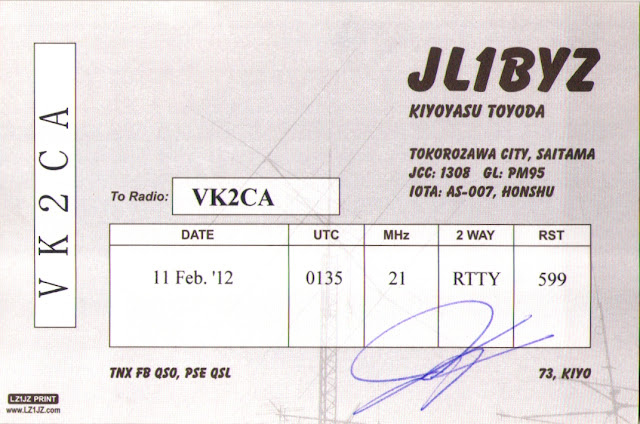 VK2CA
JL1BYZ
KIYOYASU TOYODA
TOKOROZAWA CITY, SAITAMA
JCC: 1308 GL: PM95
IOTA: AS-007, HONSHU
To Radio: VK2CA
DATE UTC MHz 2 WAY RST
11 Feb. '12 0135 21 RTTY 599
TNX FB QSO, PSE QSL 73, KIYO
LZ1JZ PRINT
www.LZ1JZ.com